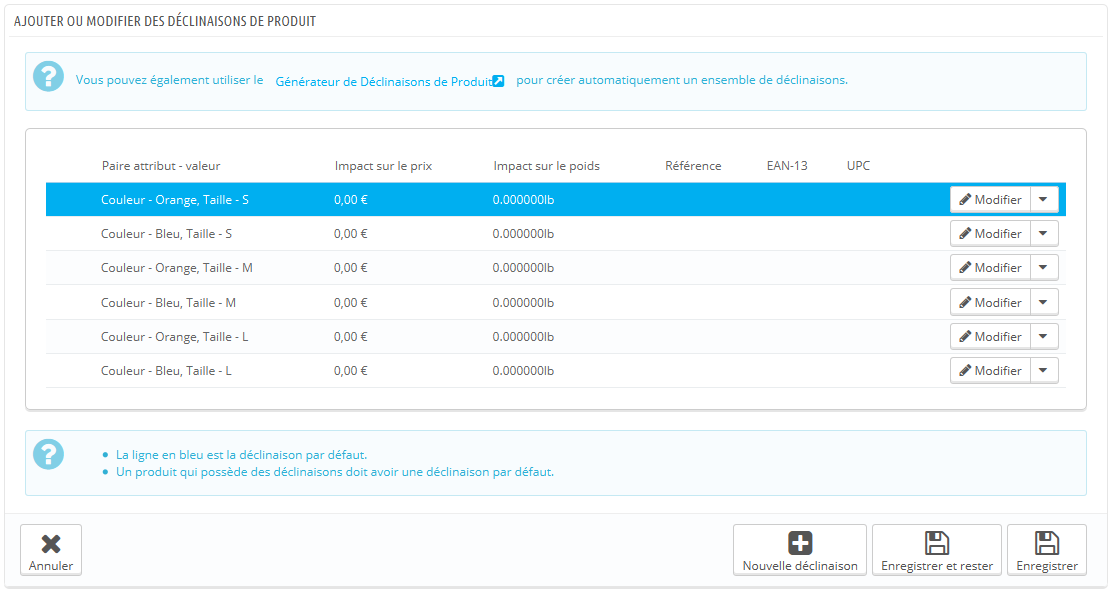 AJOUTER OU MODIFIER DES DÉCLINAISONS DE PRODUIT
Vous pouvez également utiliser le Générateur de Déclinaisons de Produit pour créer automatiquement un ensemble de déclinaisons.
Paire attribut - valeur Impact sur le prix Impact sur le poids Référence EAN-13 UPC
Couleur - Orange, Taille - S 0,00 € 0.000000lb Modifier
Couleur - Bleu, Taille - S 0,00 € 0.000000lb Modifier
Couleur - Orange, Taille - M 0,00 € 0.000000lb Modifier
Couleur - Bleu, Taille - M 0,00 € 0.000000lb Modifier
Couleur - Orange, Taille - L 0,00 € 0.000000lb Modifier
Couleur - Bleu, Taille - L 0,00 € 0.000000lb Modifier
La ligne en bleu est la déclinaison par défaut.
Un produit qui possède des déclinaisons doit avoir une déclinaison par défaut.
Annuler Nouvelle déclinaison Enregistrer et rester Enregistrer